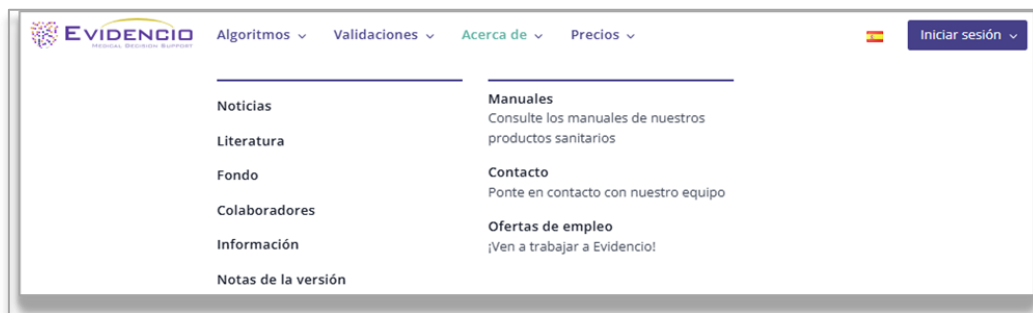 EVIDENCIO
MEDICAL DECISION SUPPORT
Algoritmos
Validaciones
Acerca de
Precios
Iniciar sesión
Noticias
Literatura
Fondo
Colaboradores
Información
Notas de la versión
Manuales
Consulte los manuales de nuestros
productos sanitarios
Contacto
Ponte en contacto con nuestro equipo
Ofertas de empleo
¡Ven a trabajar a Evidencio!